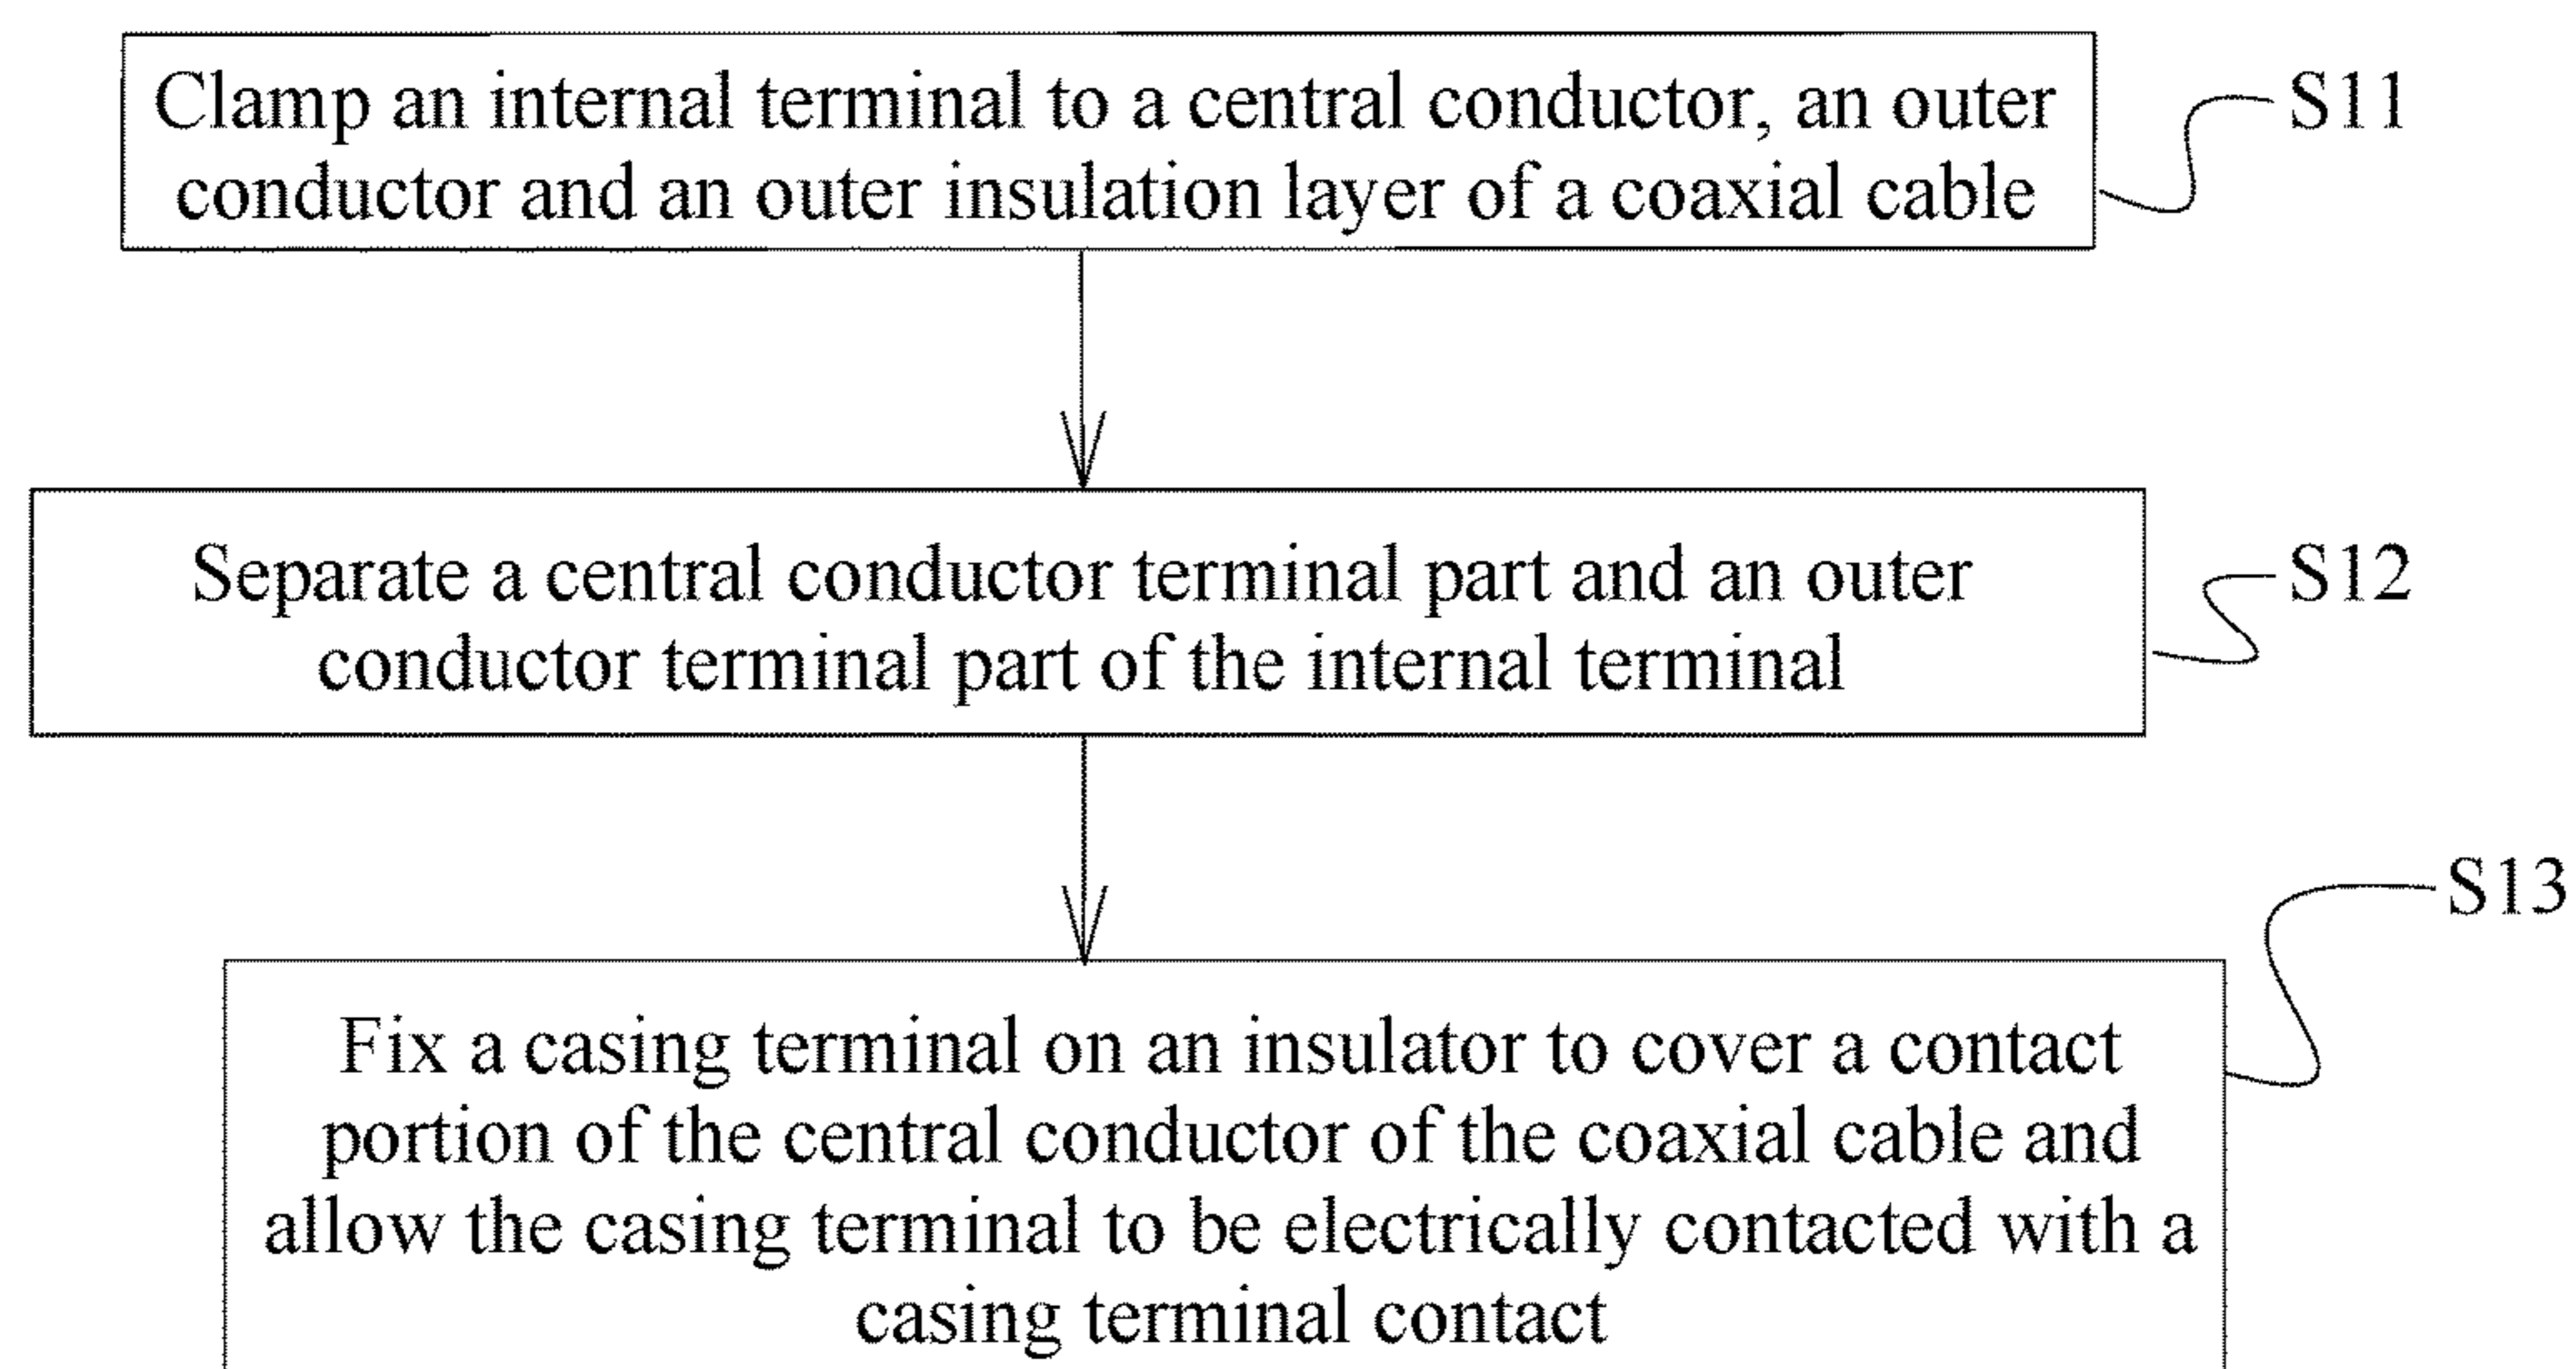 Clamp an internal terminal to a central conductor, an outer
conductor and an outer insulation layer of a coaxial cable
S11
Separate a central conductor terminal part and an outer
conductor terminal part of the internal terminal
S12
S13
Fix a casing terminal on an insulator to cover a contact
portion of the central conductor of the coaxial cable and
allow the casing terminal to be electrically contacted with a
casing terminal contact